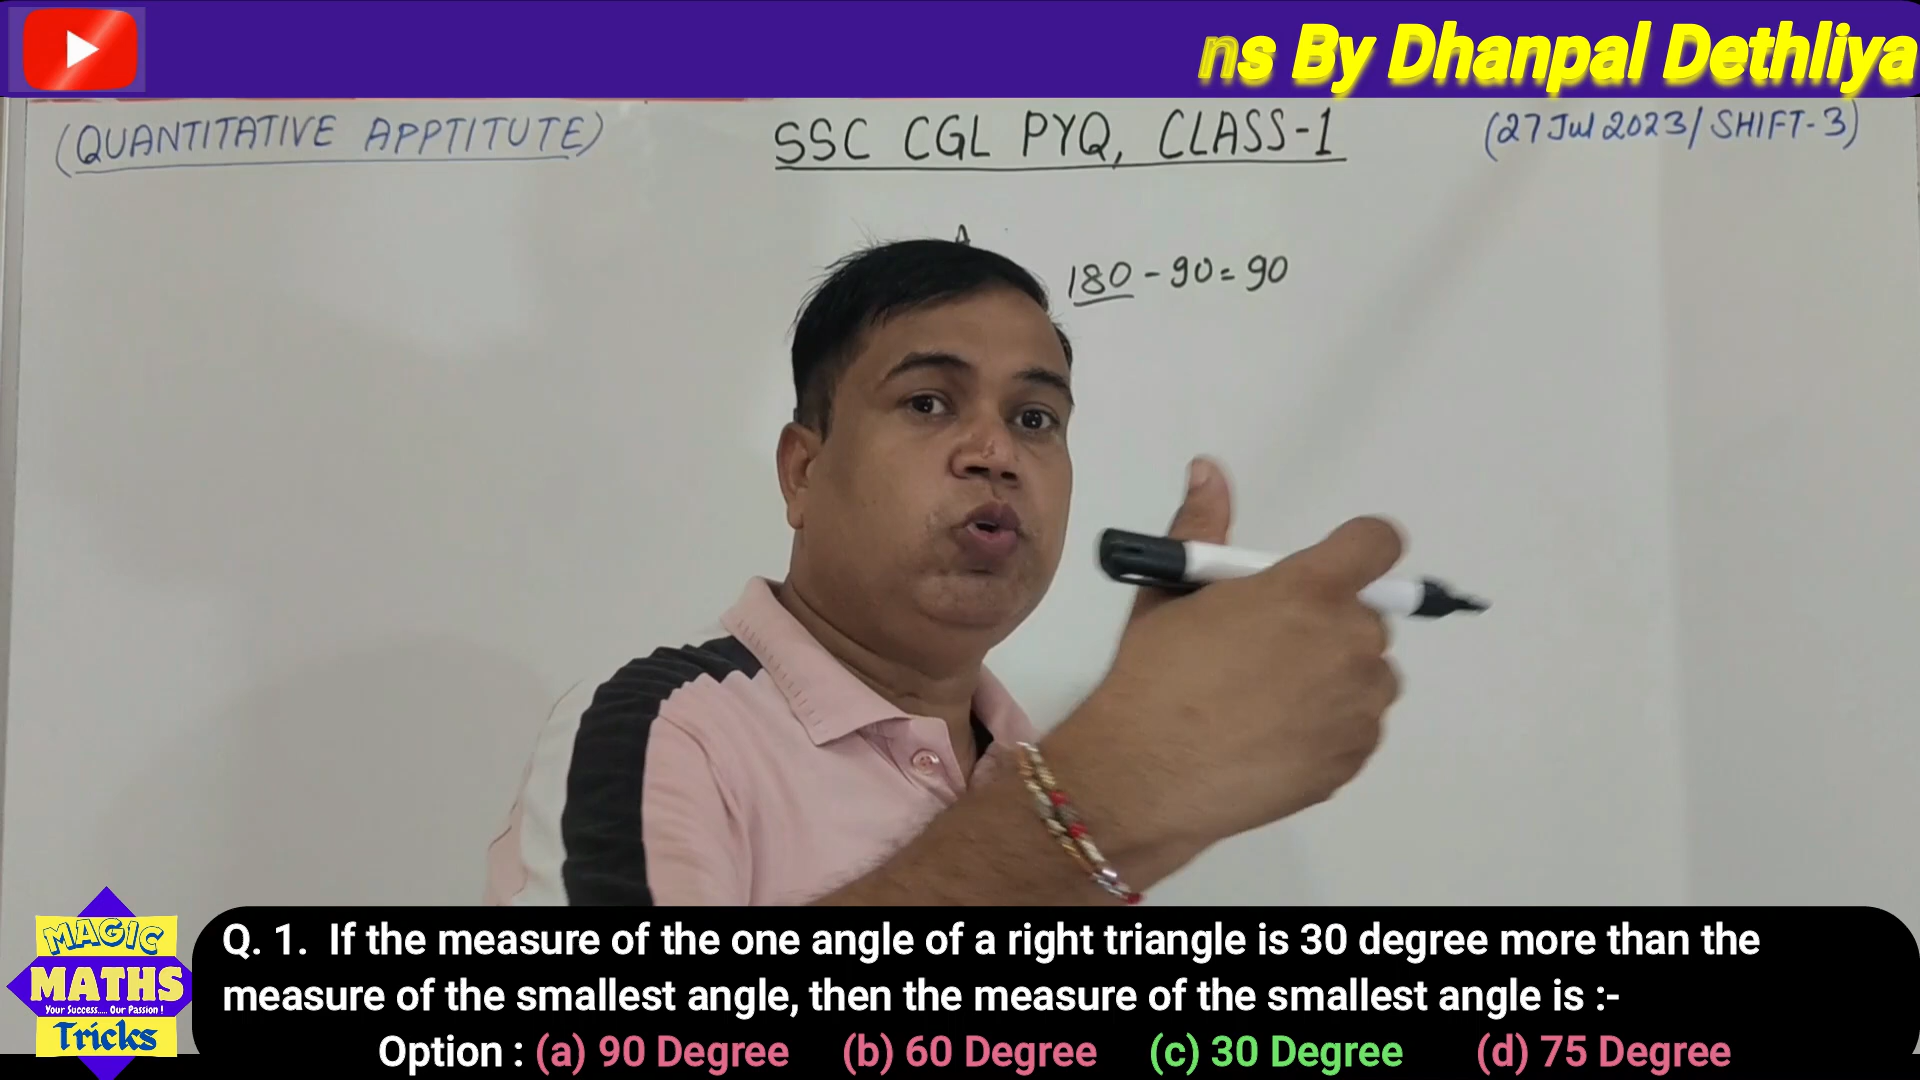 ns By Dhanpal Dethliya
(QUANTITATIVE APPTITUTE)
SSC CGL PYQ, CLASS-1
(27 Jul 2023/ SHIFT-3)
A
180 - 90 = 90
MAGIC
MATHS
Your Success..... Our Passion !
Tricks
Q. 1. If the measure of the one angle of a right triangle is 30 degree more than the
measure of the smallest angle, then the measure of the smallest angle is :-
Option : (a) 90 Degree (b) 60 Degree (c) 30 Degree (d) 75 Degree